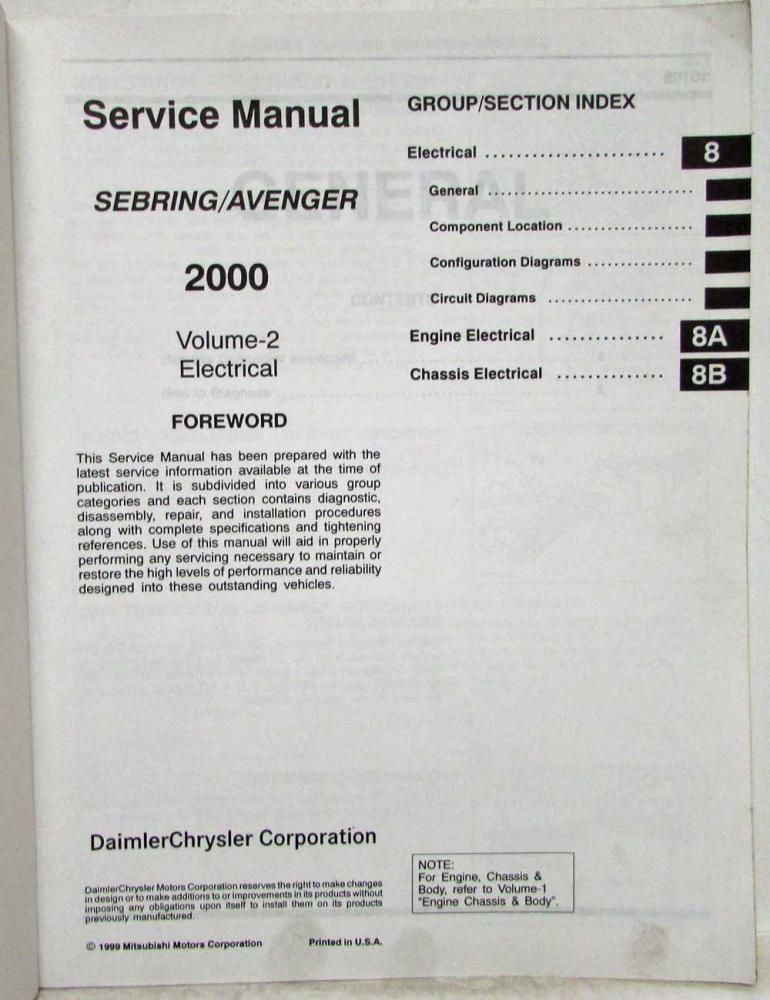 Service Manual
SEBRING/AVENGER
2000
Volume-2
Electrical
FOREWORD
This Service Manual has been prepared with the
latest service information available at the time of
publication. It is subdivided into various group
categories and each section contains diagnostic,
disassembly, repair, and installation procedures
along with complete specifications and tightening
references. Use of this manual will aid in properly
performing any servicing necessary to maintain or
restore the high levels of performance and reliability
designed into these outstanding vehicles.
DaimlerChrysler Corporation
DaimlerChrysler Motors Corporation reserves the right to make changes
in design or to make additions to or improvements in its products without
imposing any obligations upon itself to install them on its products
previously manufactured.
© 1999 Mitsubishi Motors Corporation Printed in U.S.A.
GROUP/SECTION INDEX
Electrical ....................... 8
General ..........................
Component Location ...................
Configuration Diagrams ................
Circuit Diagrams ......................
Engine Electrical ............... 8A
Chassis Electrical .............. 8B
NOTE:
For Engine, Chassis &
Body, refer to Volume-1
"Engine Chassis & Body".
GENERAL